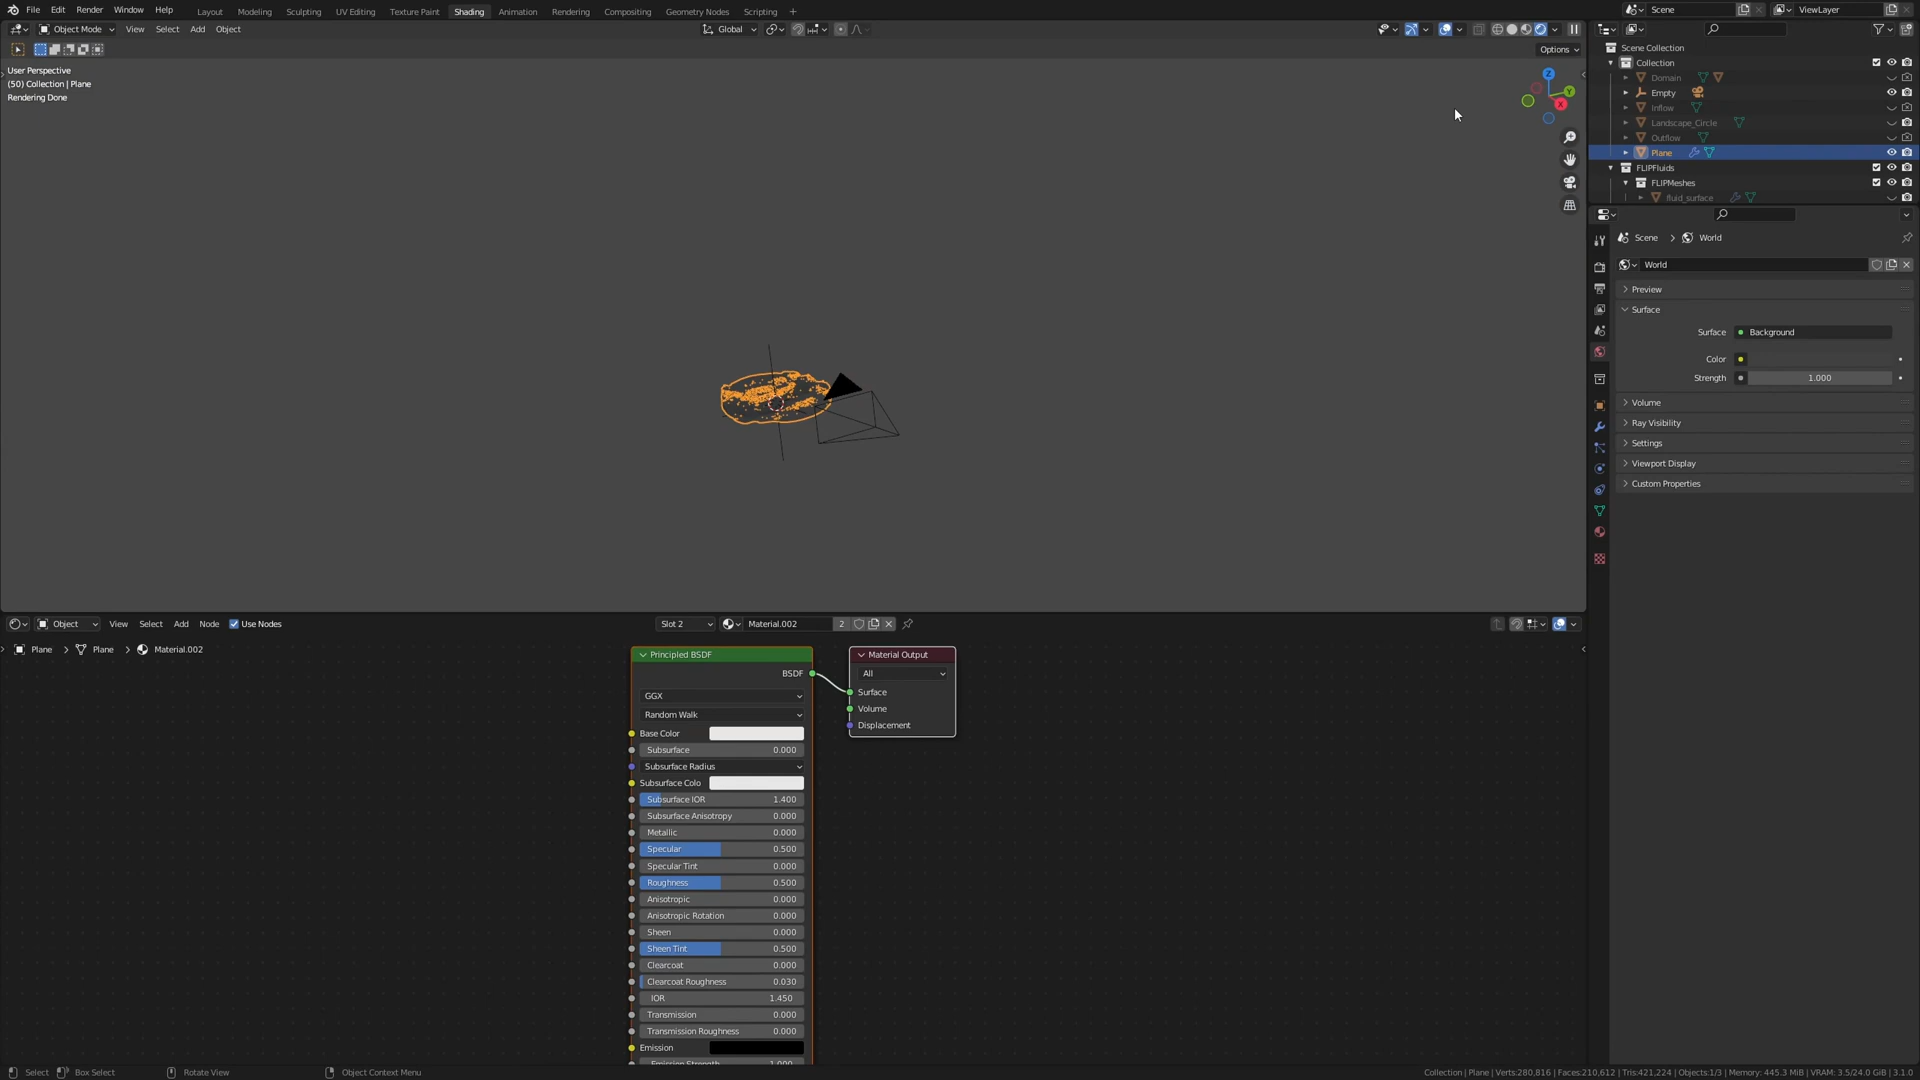 File Edit Render Window Help Layout Modeling Sculpting UV Editing Texture Paint Shading Animation Rendering Compositing Geometry Nodes Scripting + Scene ViewLayer
Object Mode View Select Add Object Global
Options
User Perspective
(50) Collection | Plane
Rendering Done
Z
Y
X
Scene Collection
Collection
Domain
Empty
Inflow
Landscape_Circle
Outflow
Plane
FLIPFluids
FLIPMeshes
fluid_surface
Scene > World
World
Preview
Surface
Surface Background
Color
Strength 1.000
Volume
Ray Visibility
Settings
Viewport Display
Custom Properties
Object View Select Add Node Use Nodes Slot 2 Material.002 2
Plane > Plane > Material.002
Principled BSDF
BSDF
GGX
Random Walk
Base Color
Subsurface 0.000
Subsurface Radius
Subsurface Colo
Subsurface IOR 1.400
Subsurface Anisotropy 0.000
Metallic 0.000
Specular 0.500
Specular Tint 0.000
Roughness 0.500
Anisotropic 0.000
Anisotropic Rotation 0.000
Sheen 0.000
Sheen Tint 0.500
Clearcoat 0.000
Clearcoat Roughness 0.030
IOR 1.450
Transmission 0.000
Transmission Roughness 0.000
Emission
Emission Strength 1.000
Material Output
All
Surface
Volume
Displacement
Select Box Select Rotate View Object Context Menu Collection | Plane | Verts:280,816 | Faces:210,612 | Tris:421,224 | Objects:1/3 | Memory: 445.3 MiB | VRAM: 3.5/24.0 GiB | 3.1.0